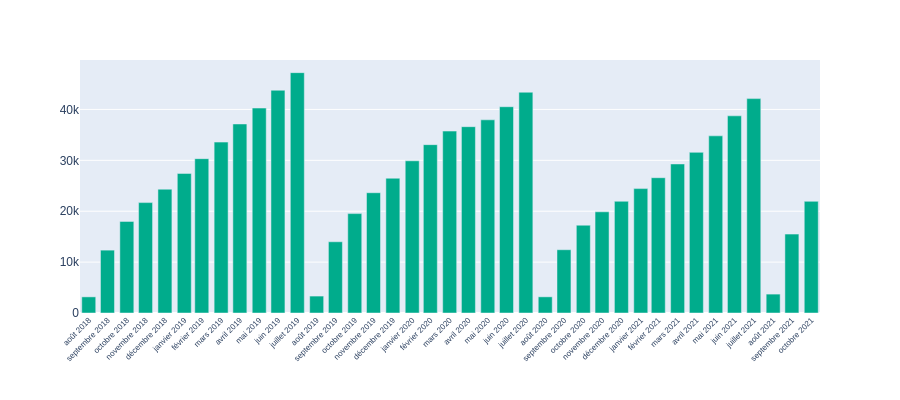 40k
30k
20k
10k
0
août 2018
septembre 2018
octobre 2018
novembre 2018
décembre 2018
janvier 2019
février 2019
mars 2019
avril 2019
mai 2019
juin 2019
juillet 2019
août 2019
septembre 2019
octobre 2019
novembre 2019
décembre 2019
janvier 2020
février 2020
mars 2020
avril 2020
mai 2020
juin 2020
juillet 2020
août 2020
septembre 2020
octobre 2020
novembre 2020
décembre 2020
janvier 2021
février 2021
mars 2021
avril 2021
mai 2021
juin 2021
juillet 2021
août 2021
septembre 2021
octobre 2021